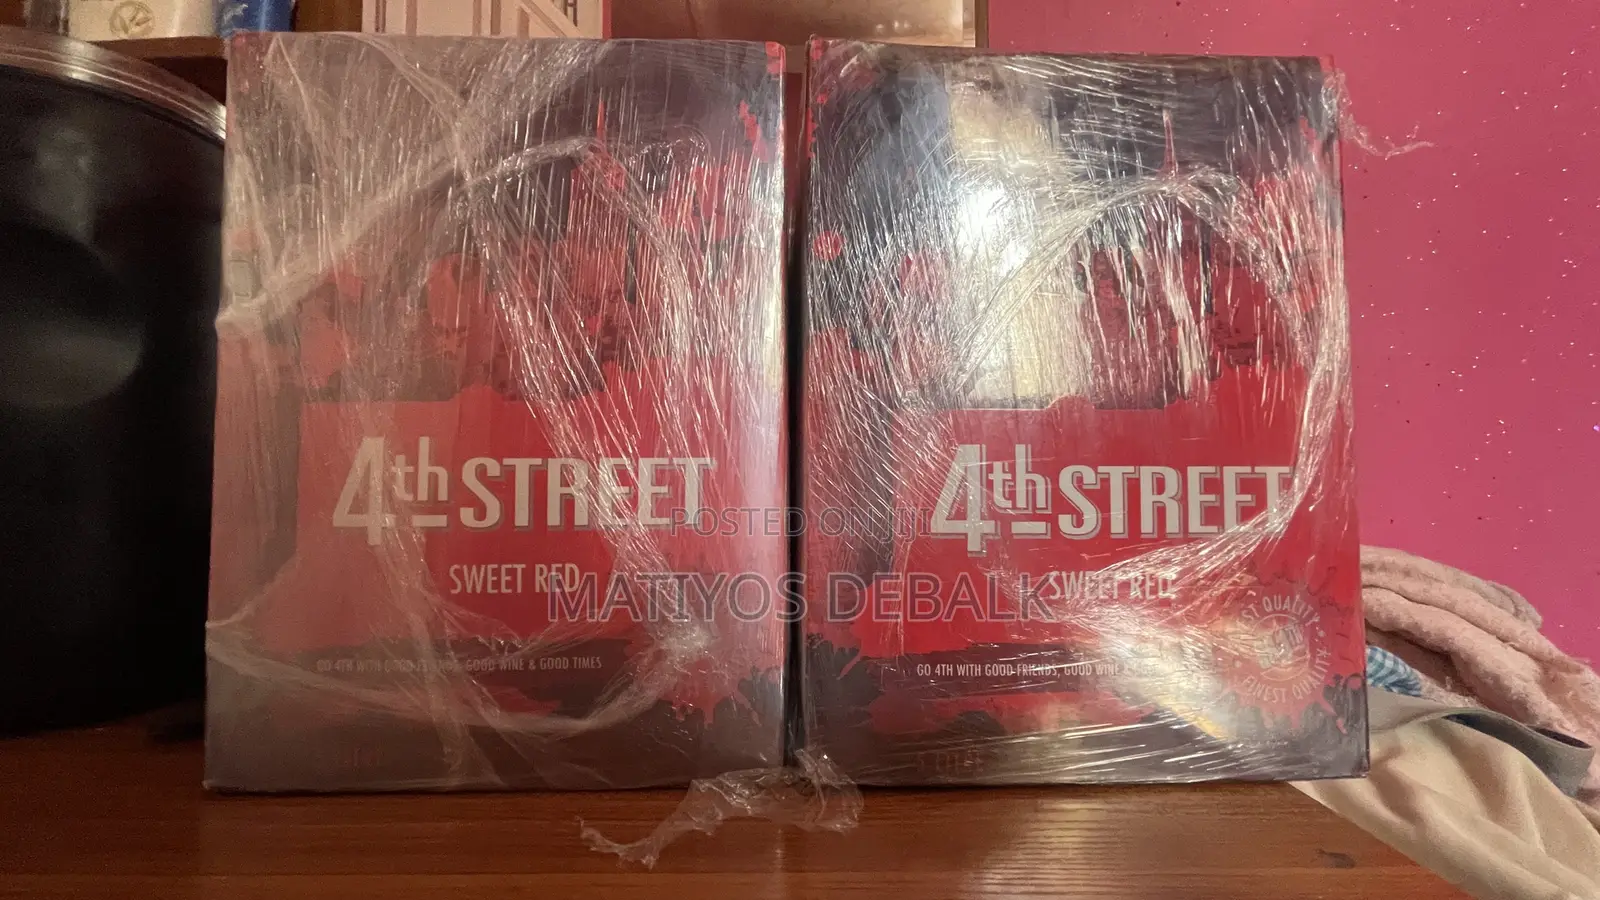 4th STREET
SWEET RED
GO 4TH WITH GOOD FRIENDS, GOOD WINE & GOOD TIMES
4th STREET
SWEET RED
GO 4TH WITH GOOD FRIENDS, GOOD WINE &
QUALITY
FINEST QUALITY
POSTED ON JIJI
MATIYOS DEBALK